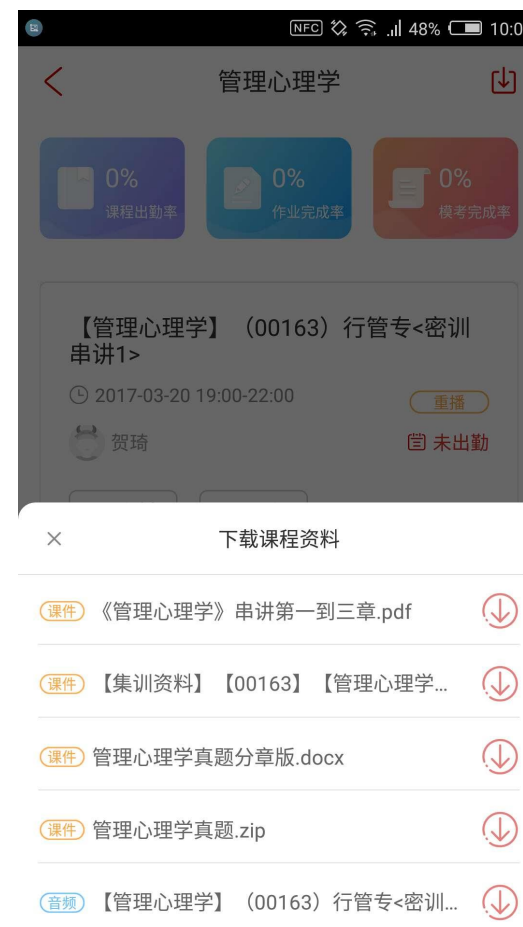 NFC 48% 10:0
管理心理学
0%
课程出勤率
0%
作业完成率
0%
模考完成率
【管理心理学】（00163）行管专<密训
串讲1>
2017-03-20 19:00-22:00
重播
贺琦
未出勤
下载课程资料
课件 《管理心理学》串讲第一到三章.pdf
课件 【集训资料】【00163】【管理心理学...
课件 管理心理学真题分章版.docx
课件 管理心理学真题.zip
音频 【管理心理学】（00163）行管专<密训...